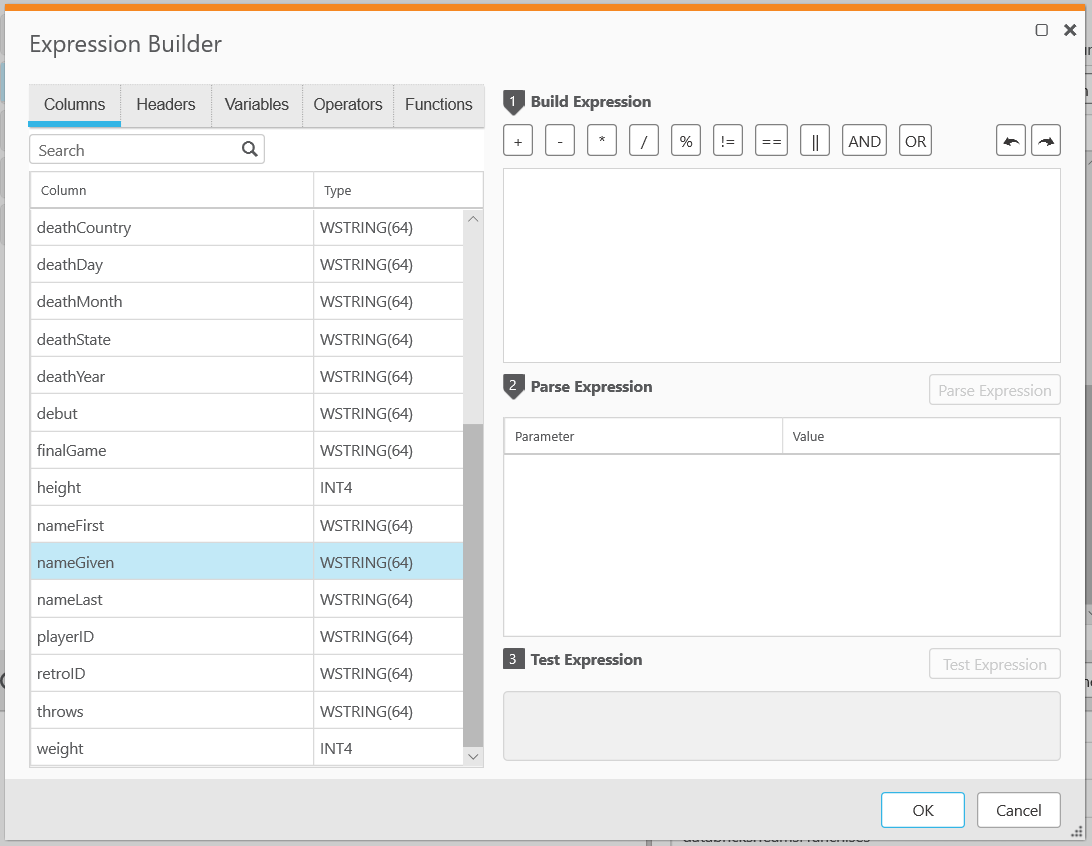 Expression Builder
Columns Headers Variables Operators Functions
Search
Column Type
deathCountry WSTRING(64)
deathDay WSTRING(64)
deathMonth WSTRING(64)
deathState WSTRING(64)
deathYear WSTRING(64)
debut WSTRING(64)
finalGame WSTRING(64)
height INT4
nameFirst WSTRING(64)
nameGiven WSTRING(64)
nameLast WSTRING(64)
playerID WSTRING(64)
retroID WSTRING(64)
throws WSTRING(64)
weight INT4
1 Build Expression
+ - * / % != == || AND OR
2 Parse Expression Parse Expression
Parameter Value
3 Test Expression Test Expression
OK Cancel